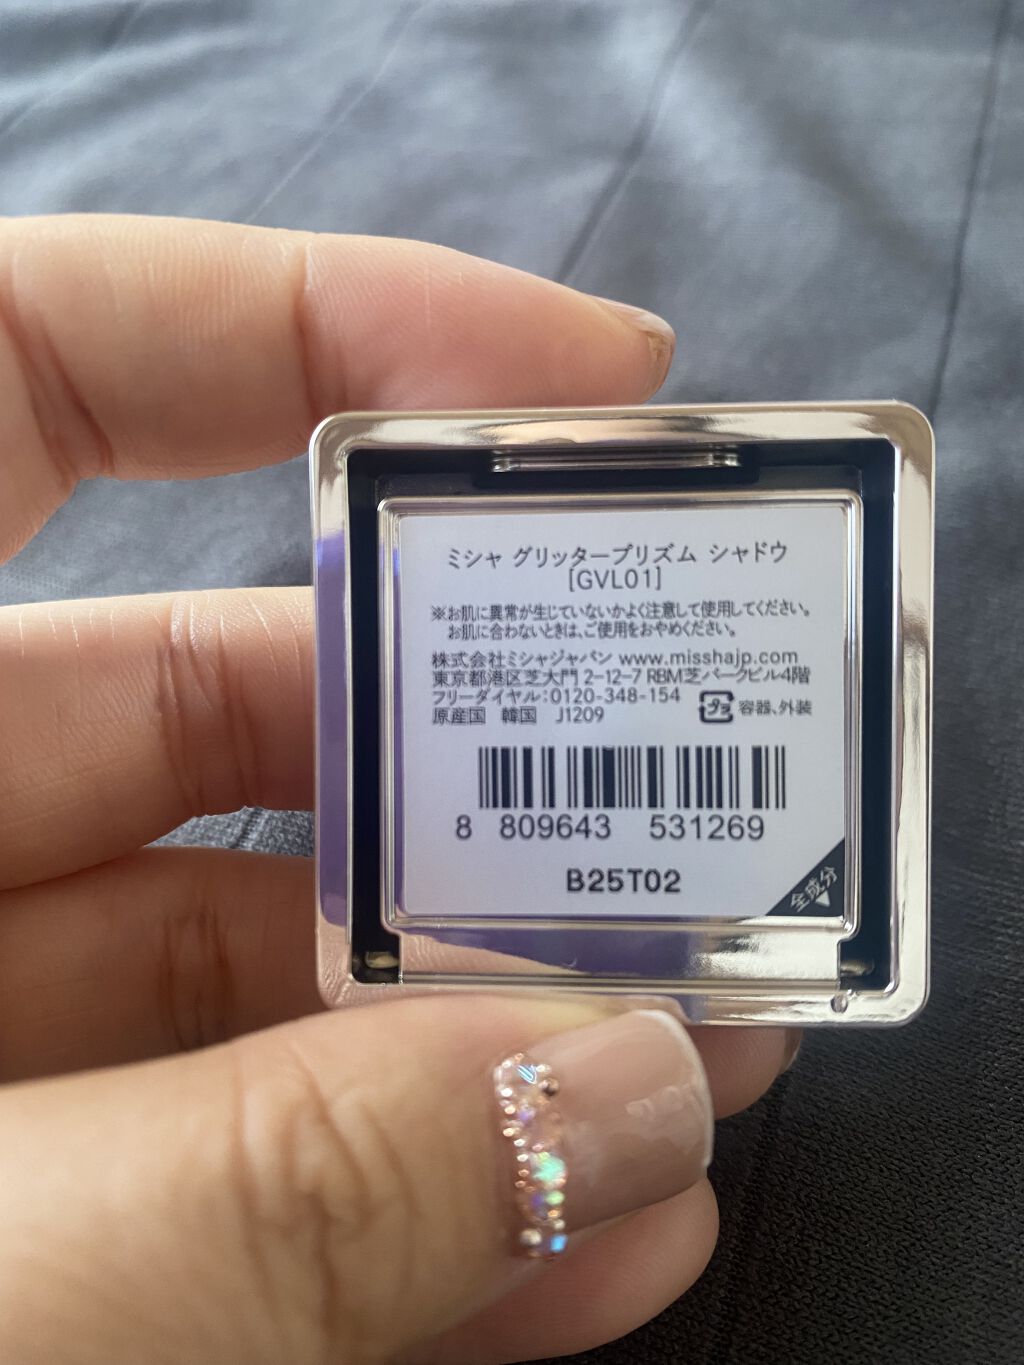 ミシャ グリッタープリズム シャドウ
[GVL01]
※お肌に異常が生じていないかよく注意して使用してください。
お肌に合わないときは、ご使用をおやめください。
株式会社ミシャジャパン www.misshajp.com
東京都港区芝大門 2-12-7 RBM芝パークビル4階
フリーダイヤル:0120-348-154
プラ 容器、外装
原産国 韓国 J1209
8 809643 531269
B25T02
全成分